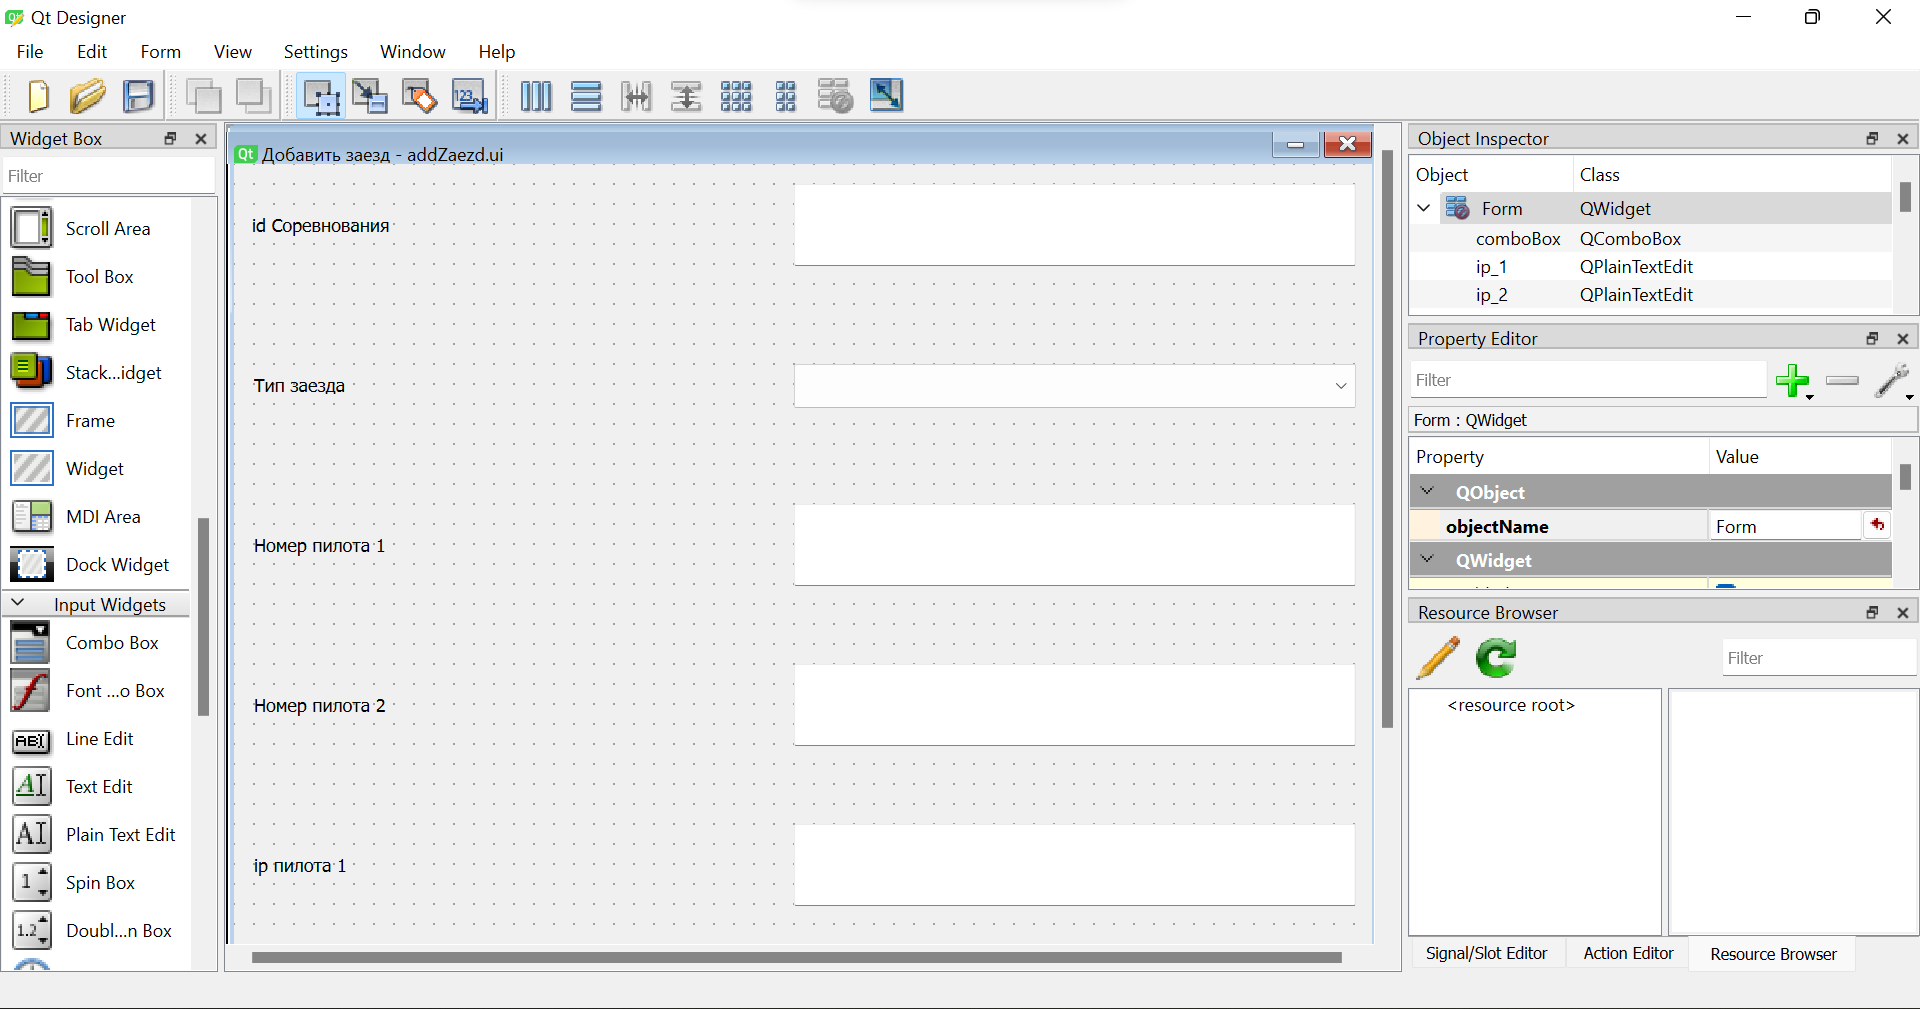 Qt Designer
File Edit Form View Settings Window Help
Widget Box
Filter
Scroll Area
Tool Box
Tab Widget
Stack...idget
Frame
Widget
MDI Area
Dock Widget
Input Widgets
Combo Box
Font ...o Box
Line Edit
Text Edit
Plain Text Edit
Spin Box
Doubl...n Box
Добавить заезд - addZaezd.ui
id Соревнования
Тип заезда
Номер пилота 1
Номер пилота 2
ip пилота 1
Object Inspector
Object Class
Form QWidget
comboBox QComboBox
ip_1 QPlainTextEdit
ip_2 QPlainTextEdit
Property Editor
Filter
Form : QWidget
Property Value
QObject
objectName Form
QWidget
Resource Browser
Filter
<resource root>
Signal/Slot Editor Action Editor Resource Browser